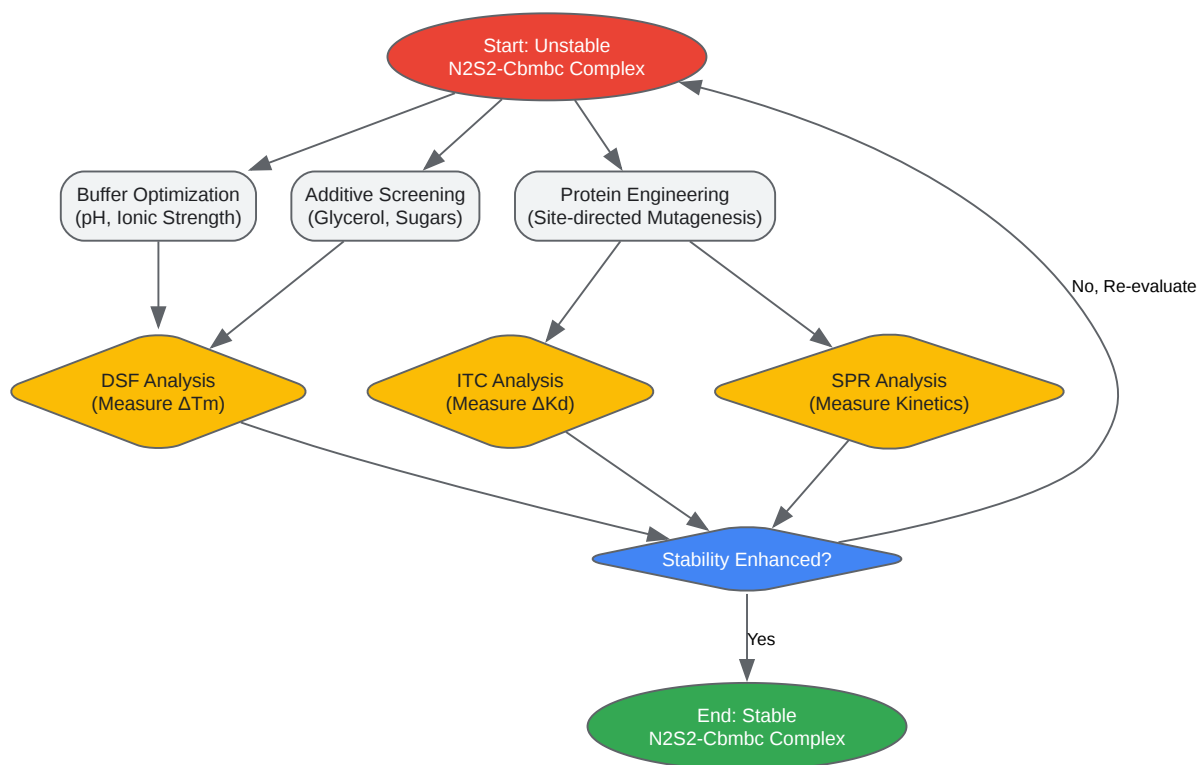 Start: Unstable
N2S2-Cbmbc Complex
Buffer Optimization
(pH, Ionic Strength)
Additive Screening
(Glycerol, Sugars)
Protein Engineering
(Site-directed Mutagenesis)
No, Re-evaluate
DSF Analysis
(Measure ΔTm)
ITC Analysis
(Measure ΔKd)
SPR Analysis
(Measure Kinetics)
Stability Enhanced?
Yes
End: Stable
N2S2-Cbmbc Complex